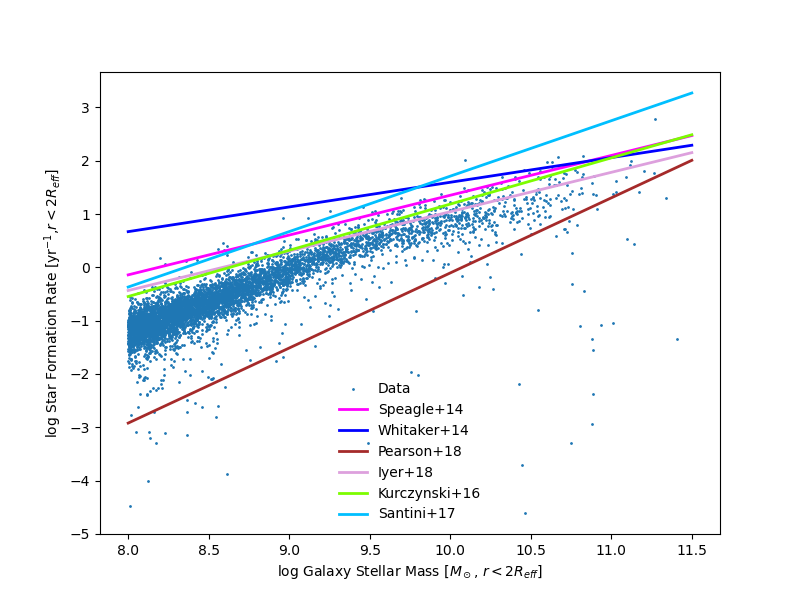 log Star Formation Rate [yr⁻¹, r < 2R_eff]
3
2
1
0
−1
−2
−3
−4
−5
Data
Speagle+14
Whitaker+14
Pearson+18
Iyer+18
Kurczynski+16
Santini+17
8.0 8.5 9.0 9.5 10.0 10.5 11.0 11.5
log Galaxy Stellar Mass [M_⊙, r < 2R_eff]